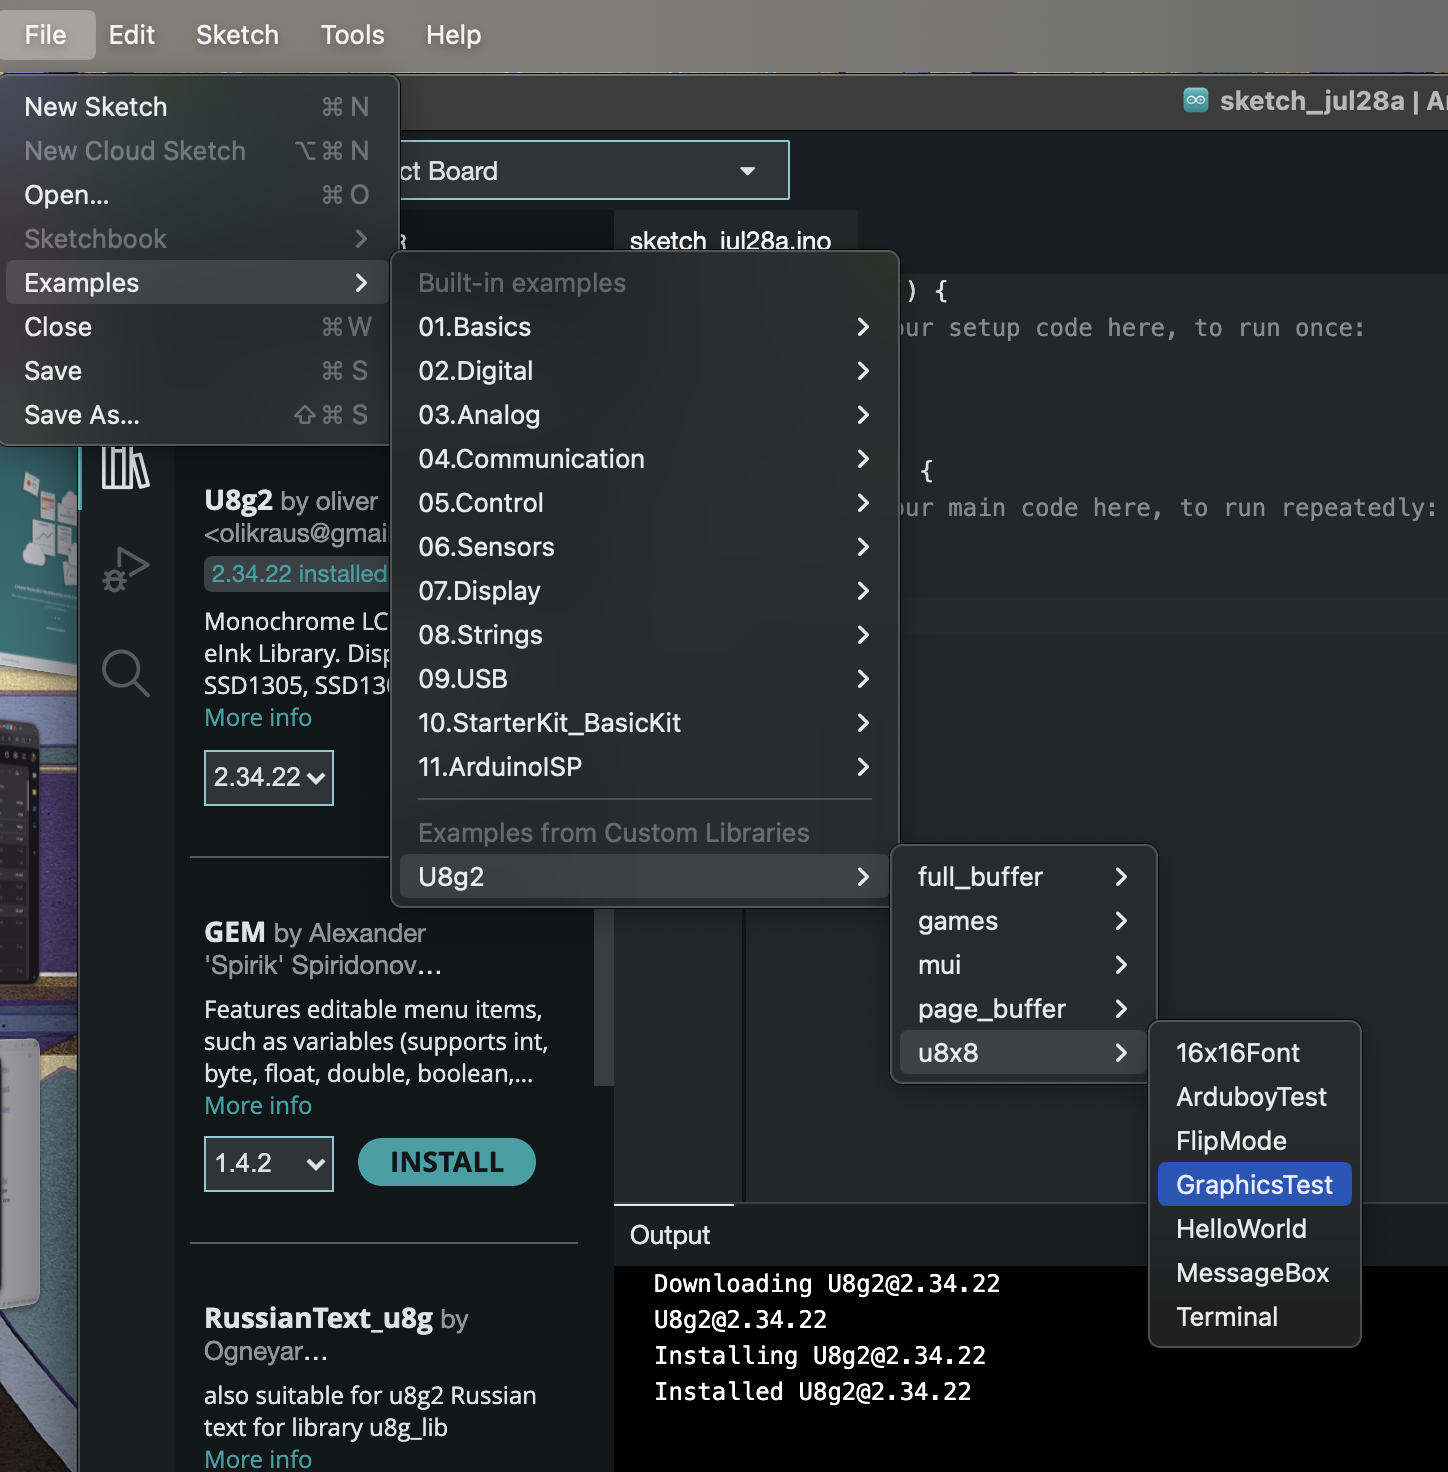 File Edit Sketch Tools Help
sketch_jul28a |
New Sketch ⌘ N
New Cloud Sketch ⌥ ⌘ N
Open... ⌘ O
Sketchbook
Examples
Close ⌘ W
Save ⌘ S
Save As... ⇧ ⌘ S
ct Board
sketch_jul28a.ino
Built-in examples
01.Basics
02.Digital
03.Analog
04.Communication
05.Control
06.Sensors
07.Display
08.Strings
09.USB
10.StarterKit_BasicKit
11.ArduinoISP
Examples from Custom Libraries
U8g2
full_buffer
games
mui
page_buffer
u8x8
16x16Font
ArduboyTest
FlipMode
GraphicsTest
HelloWorld
MessageBox
Terminal
) {
ur setup code here, to run once:
{
ur main code here, to run repeatedly:
U8g2 by oliver
<olikraus@gmai
2.34.22 installed
Monochrome LC
eInk Library. Disp
SSD1305, SSD13
More info
2.34.22
GEM by Alexander
'Spirik' Spiridonov...
Features editable menu items,
such as variables (supports int,
byte, float, double, boolean,...
More info
1.4.2 INSTALL
RussianText_u8g by
Ogneyar...
also suitable for u8g2 Russian
text for library u8g_lib
More info
Output
Downloading U8g2@2.34.22
U8g2@2.34.22
Installing U8g2@2.34.22
Installed U8g2@2.34.22